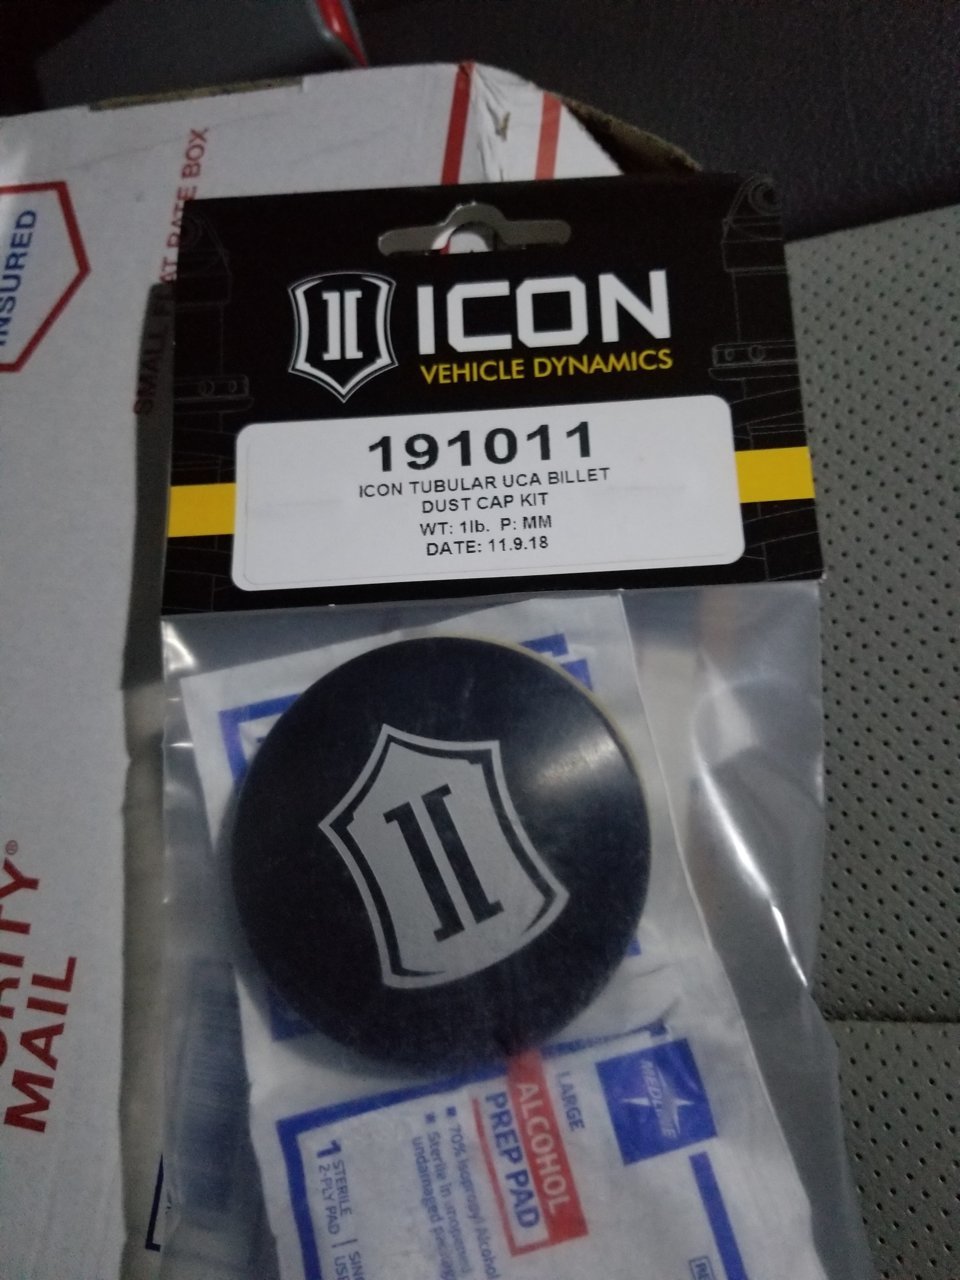 INSURED
SMALL FLAT RATE BOX
ICON
VEHICLE DYNAMICS
191011
ICON TUBULAR UCA BILLET
DUST CAP KIT
WT: 1lb. P: MM
DATE: 11.9.18
MAIL
LARGE
ALCOHOL
PREP PAD
70% Isopropyl Alcohol
Sterile in unopened,
undamaged package
1 STERILE
2-PLY PAD